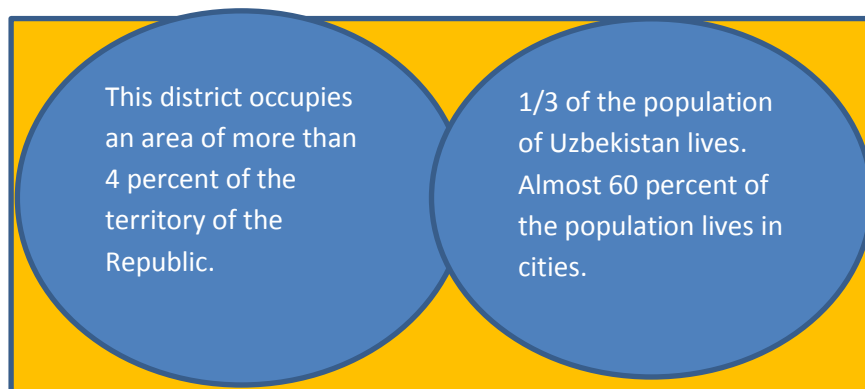 This district occupies
an area of more than
4 percent of the
territory of the
Republic.
1/3 of the population
of Uzbekistan lives.
Almost 60 percent of
the population lives in
cities.